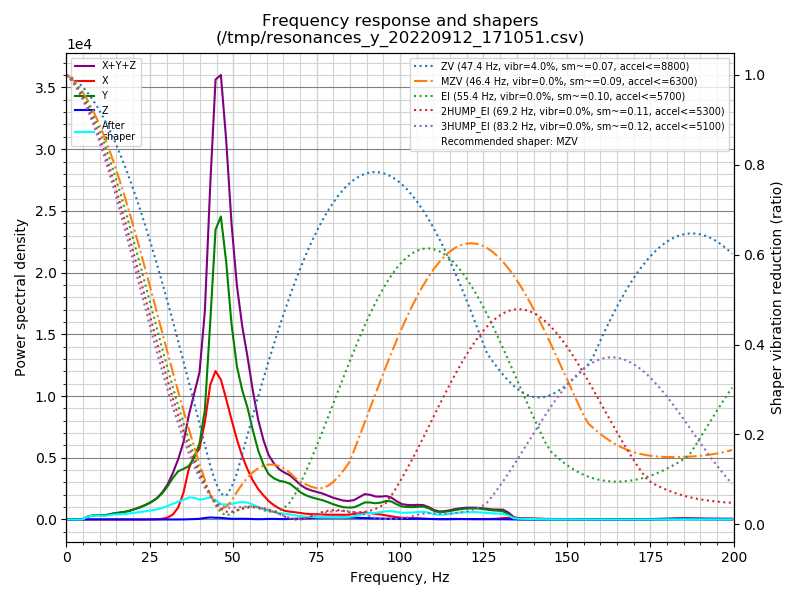 Frequency response and shapers
(/tmp/resonances_y_20220912_171051.csv)
1e4
X+Y+Z
X
Y
Z
After
shaper
ZV (47.4 Hz, vibr=4.0%, sm~=0.07, accel<=8800)
MZV (46.4 Hz, vibr=0.0%, sm~=0.09, accel<=6300)
EI (55.4 Hz, vibr=0.0%, sm~=0.10, accel<=5700)
2HUMP_EI (69.2 Hz, vibr=0.0%, sm~=0.11, accel<=5300)
3HUMP_EI (83.2 Hz, vibr=0.0%, sm~=0.12, accel<=5100)
Recommended shaper: MZV
Power spectral density
3.5
3.0
2.5
2.0
1.5
1.0
0.5
0.0
1.0
0.8
0.6
0.4
0.2
0.0
Shaper vibration reduction (ratio)
0 25 50 75 100 125 150 175 200
Frequency, Hz